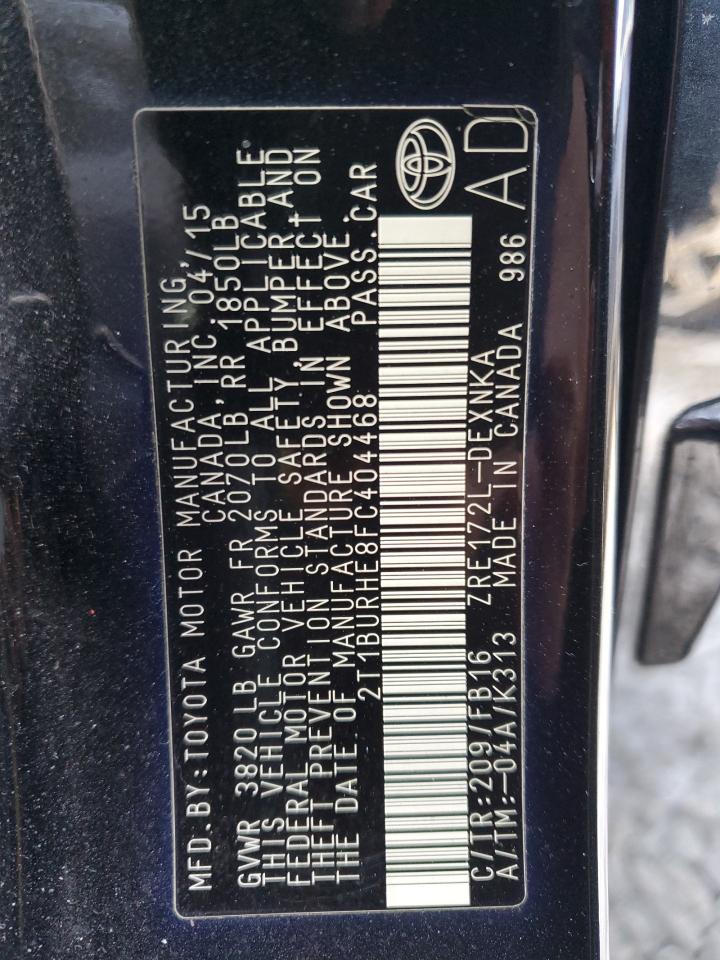 MFD.BY:TOYOTA MOTOR MANUFACTURING,
CANADA,INC. 04/15
GVWR 3820LB GAWR FR 2070LB, RR 1850LB
THIS VEHICLE CONFORMS TO ALL APPLICABLE
FEDERAL MOTOR VEHICLE SAFETY BUMPER, AND
THEFT PREVENTION STANDARDS IN EFFECT ON
THE DATE OF MANUFACTURE SHOWN ABOVE.
2T1BURHE8FC404468 PASS.CAR
C/TR:209/FB16 ZRE172L-DEXNKA 986
A/TM:-04A/K313 MADE IN CANADA
AD